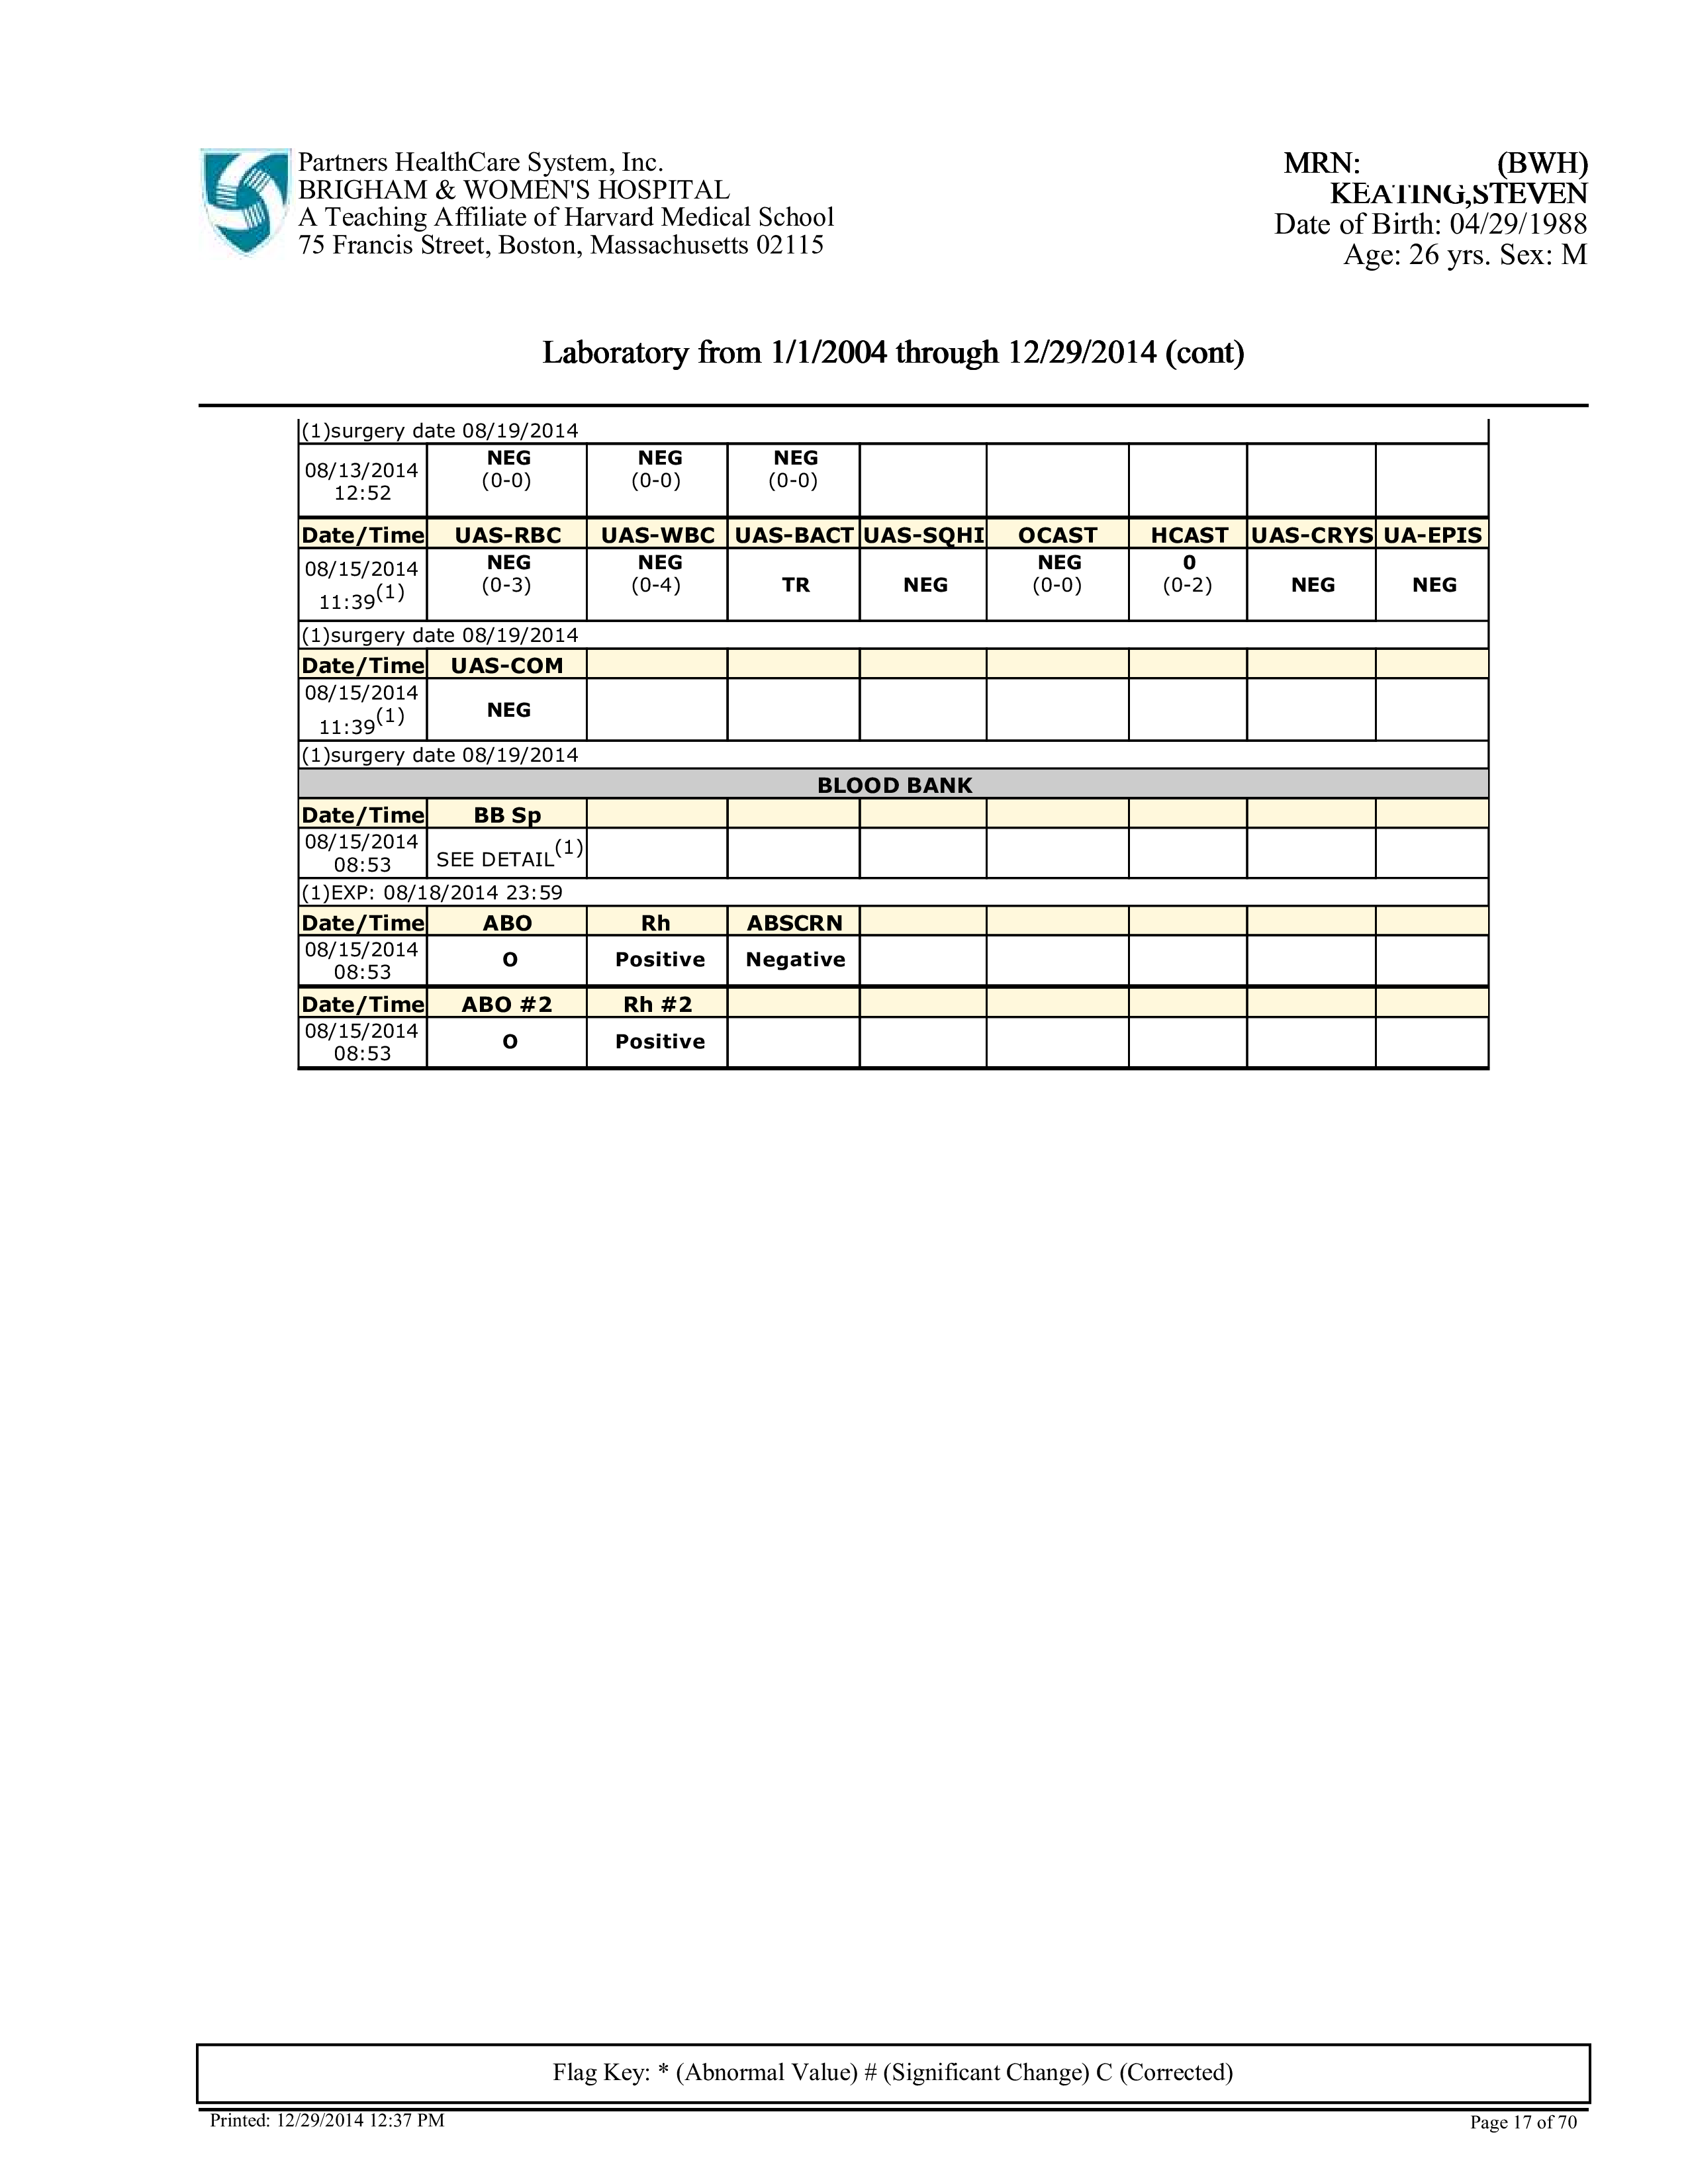 Partners HealthCare System, Inc.
BRIGHAM & WOMEN'S HOSPITAL
A Teaching Affiliate of Harvard Medical School
75 Francis Street, Boston, Massachusetts 02115
MRN: (BWH)
KEATING,STEVEN
Date of Birth: 04/29/1988
Age: 26 yrs. Sex: M
Laboratory from 1/1/2004 through 12/29/2014 (cont)
(1)surgery date 08/19/2014
08/13/2014 12:52 NEG (0-0) NEG (0-0) NEG (0-0)
Date/Time UAS-RBC UAS-WBC UAS-BACT UAS-SQHI OCAST HCAST UAS-CRYS UA-EPIS
08/15/2014 11:39(1) NEG (0-3) NEG (0-4) TR NEG NEG (0-0) 0 (0-2) NEG NEG
(1)surgery date 08/19/2014
Date/Time UAS-COM
08/15/2014 11:39(1) NEG
(1)surgery date 08/19/2014
BLOOD BANK
Date/Time BB Sp
08/15/2014 08:53 SEE DETAIL(1)
(1)EXP: 08/18/2014 23:59
Date/Time ABO Rh ABSCRN
08/15/2014 08:53 O Positive Negative
Date/Time ABO #2 Rh #2
08/15/2014 08:53 O Positive
Flag Key: * (Abnormal Value) # (Significant Change) C (Corrected)
Printed: 12/29/2014 12:37 PM
Page 17 of 70